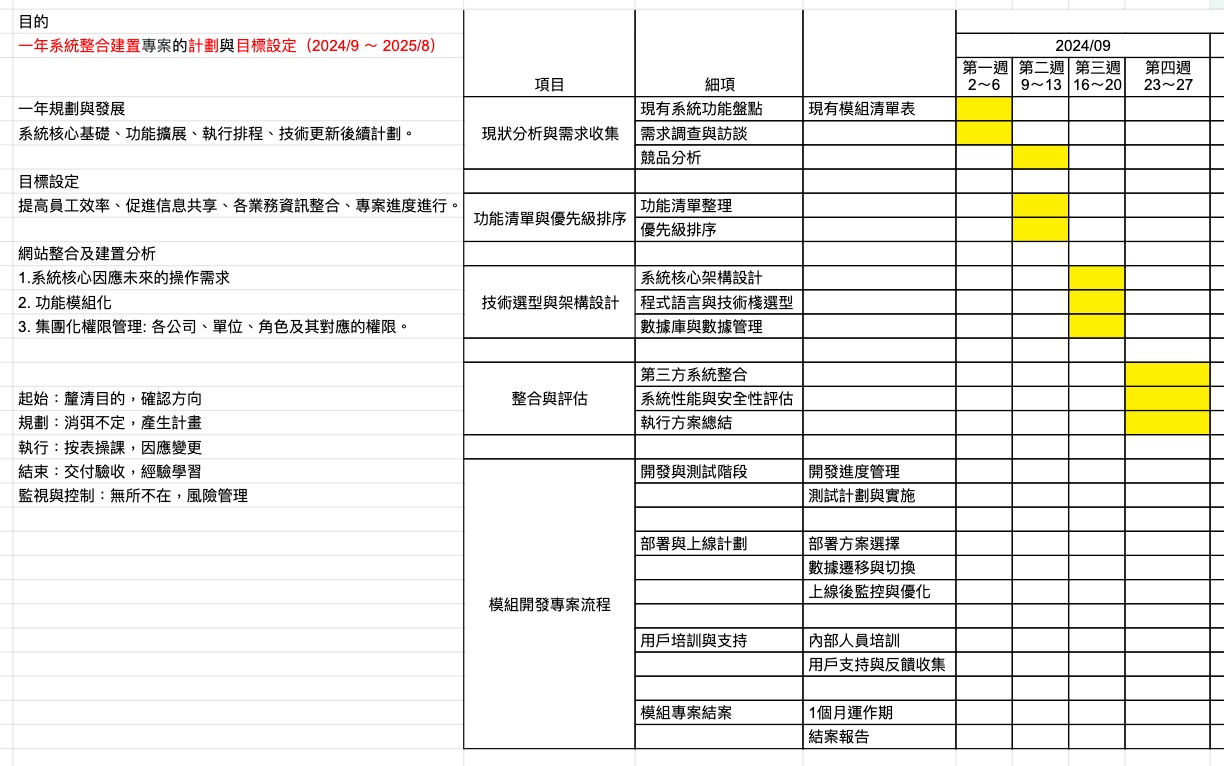 目的
一年系統整合建置專案的計劃與目標設定（2024/9 ～ 2025/8）
2024/09
項目
細項
第一週
2～6
第二週
9～13
第三週
16～20
第四週
23～27
一年規劃與發展
系統核心基礎、功能擴展、執行排程、技術更新後續計劃。
現狀分析與需求收集
現有系統功能盤點
現有模組清單表
需求調查與訪談
競品分析
目標設定
提高員工效率、促進信息共享、各業務資訊整合、專案進度進行。
功能清單與優先級排序
功能清單整理
優先級排序
網站整合及建置分析
1.系統核心因應未來的操作需求
2. 功能模組化
3. 集團化權限管理: 各公司、單位、角色及其對應的權限。
技術選型與架構設計
系統核心架構設計
程式語言與技術棧選型
數據庫與數據管理
整合與評估
第三方系統整合
系統性能與安全性評估
執行方案總結
起始：釐清目的，確認方向
規劃：消弭不定，產生計畫
執行：按表操課，因應變更
結束：交付驗收，經驗學習
監視與控制：無所不在，風險管理
模組開發專案流程
開發與測試階段
開發進度管理
測試計劃與實施
部署與上線計劃
部署方案選擇
數據遷移與切換
上線後監控與優化
用戶培訓與支持
內部人員培訓
用戶支持與反饋收集
模組專案結案
1個月運作期
結案報告